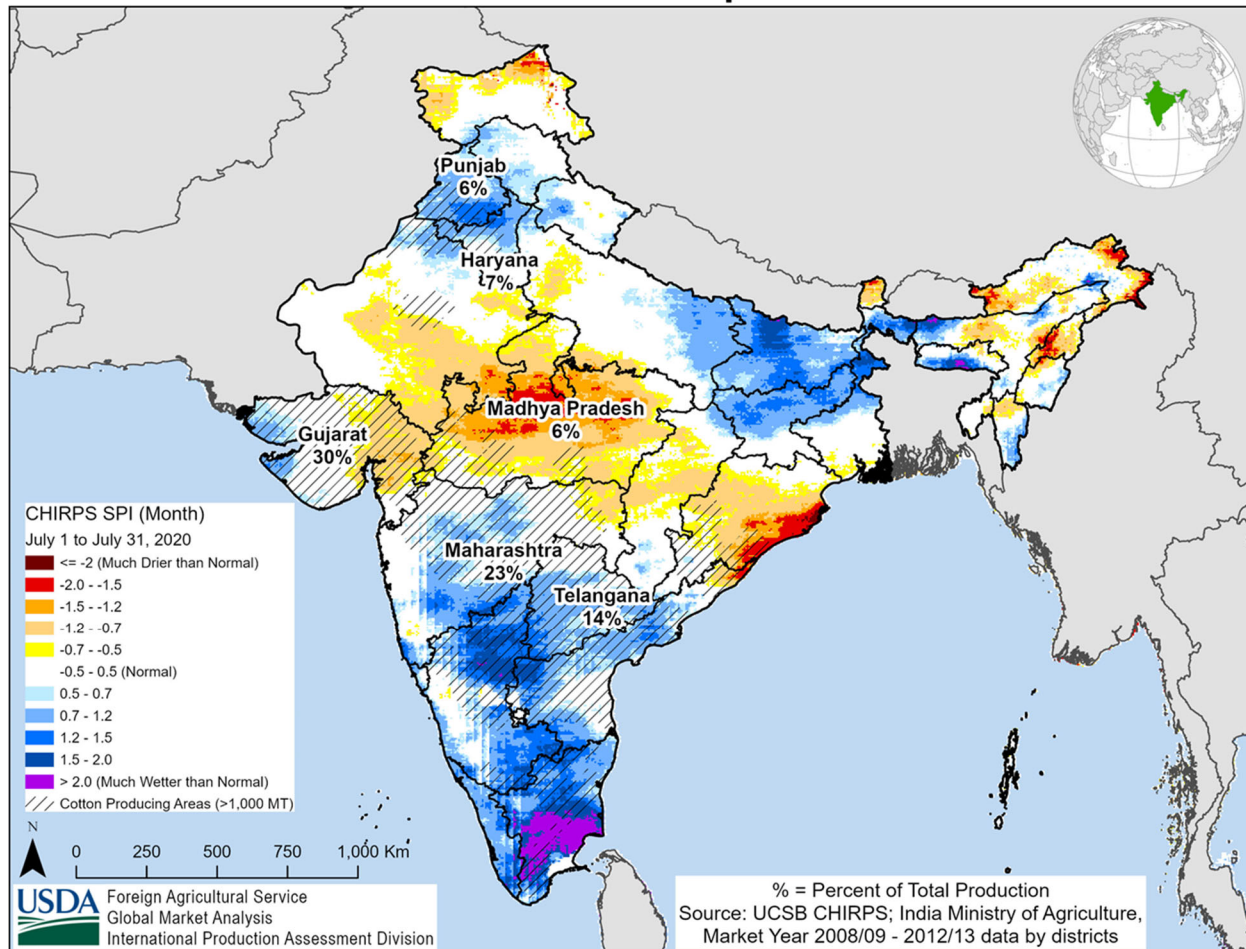 Punjab
6%
Haryana
7%
Madhya Pradesh
6%
Gujarat
30%
Maharashtra
23%
Telangana
14%
CHIRPS SPI (Month)
July 1 to July 31, 2020
<= -2 (Much Drier than Normal)
-2.0 - -1.5
-1.5 - -1.2
-1.2 - -0.7
-0.7 - -0.5
-0.5 - 0.5 (Normal)
0.5 - 0.7
0.7 - 1.2
1.2 - 1.5
1.5 - 2.0
> 2.0 (Much Wetter than Normal)
Cotton Producing Areas (>1,000 MT)
N
0 250 500 750 1,000 Km
USDA
Foreign Agricultural Service
Global Market Analysis
International Production Assessment Division
% = Percent of Total Production
Source: UCSB CHIRPS; India Ministry of Agriculture,
Market Year 2008/09 - 2012/13 data by districts